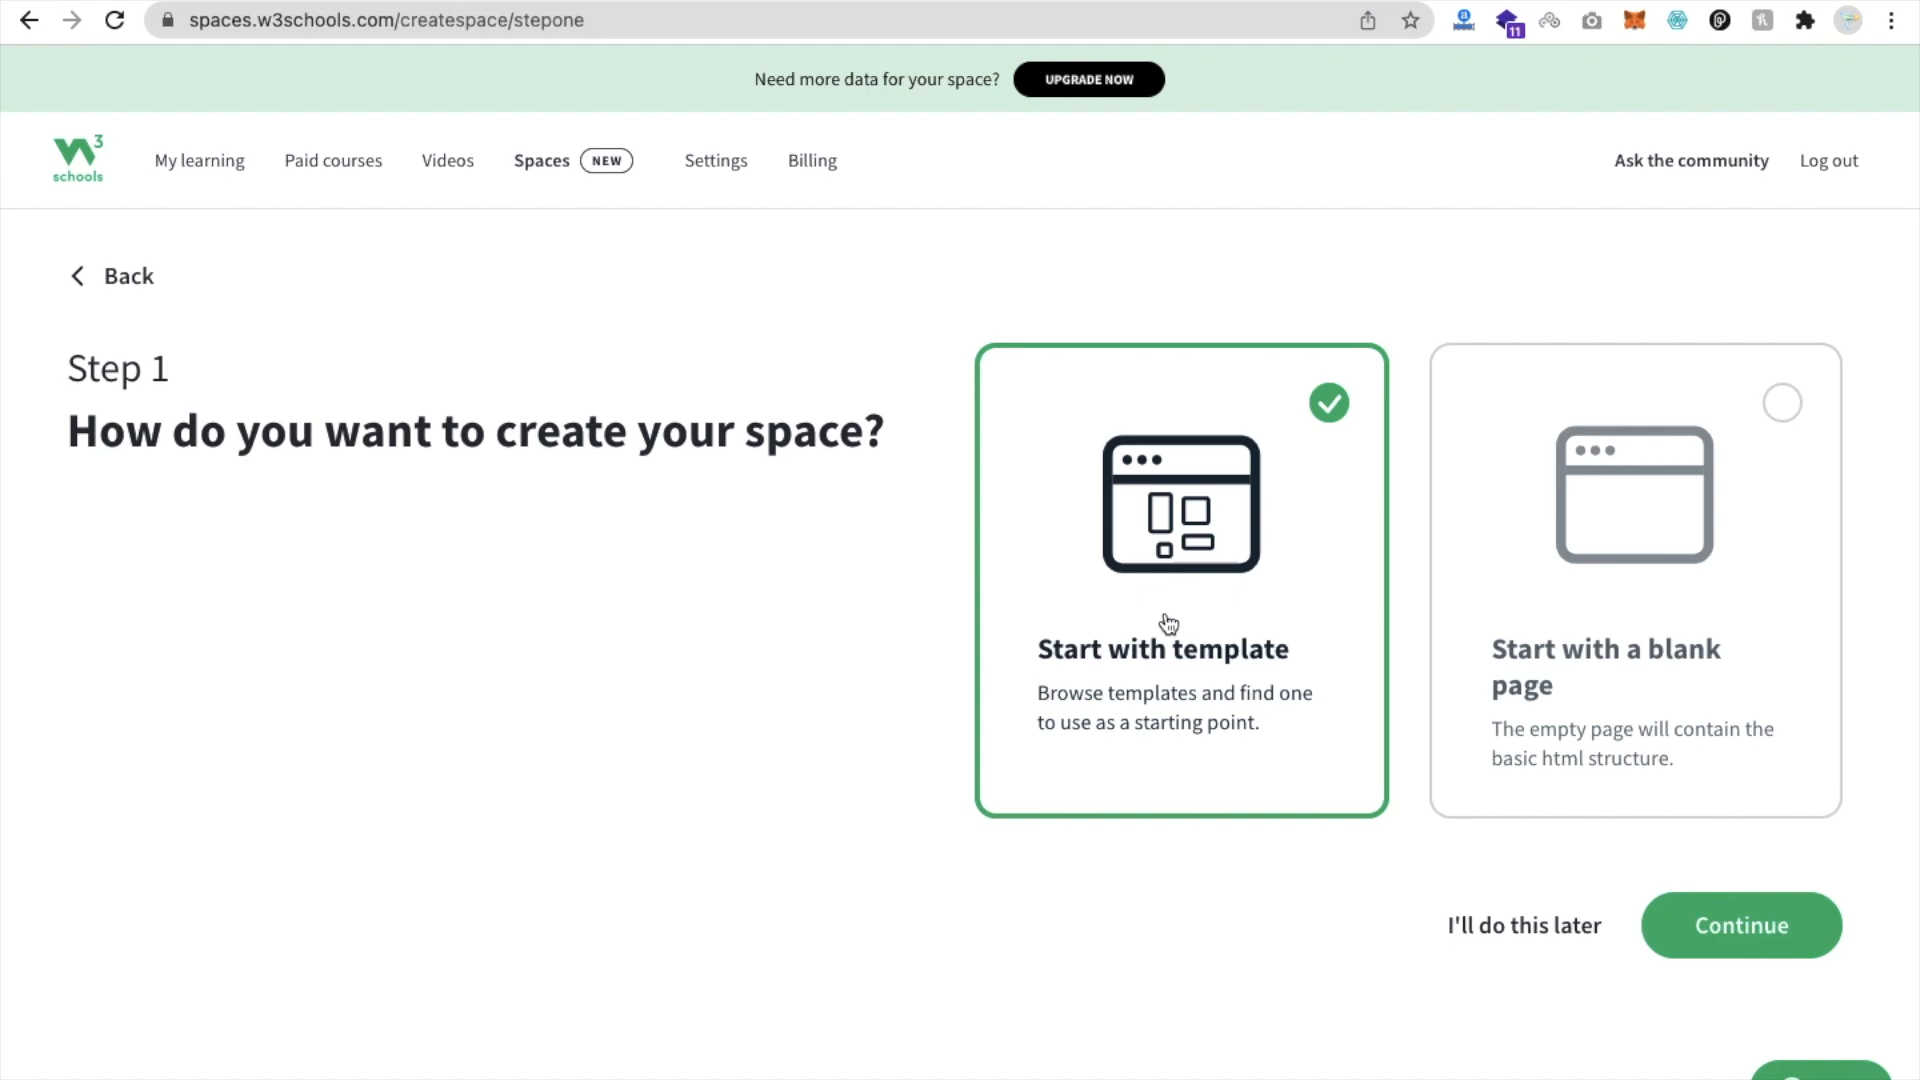 spaces.w3schools.com/createspace/stepone
11
Need more data for your space? UPGRADE NOW
3
schools
My learning Paid courses Videos Spaces NEW Settings Billing Ask the community Log out
Back
Step 1
How do you want to create your space?
Start with template
Browse templates and find one
to use as a starting point.
Start with a blank
page
The empty page will contain the
basic html structure.
I'll do this later Continue